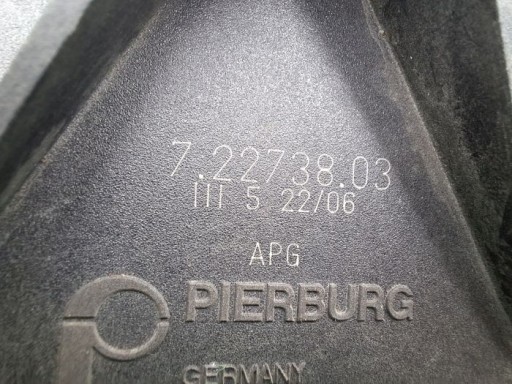 7.22738.03
III 5 22/06
APG
PIERBURG
GERMANY